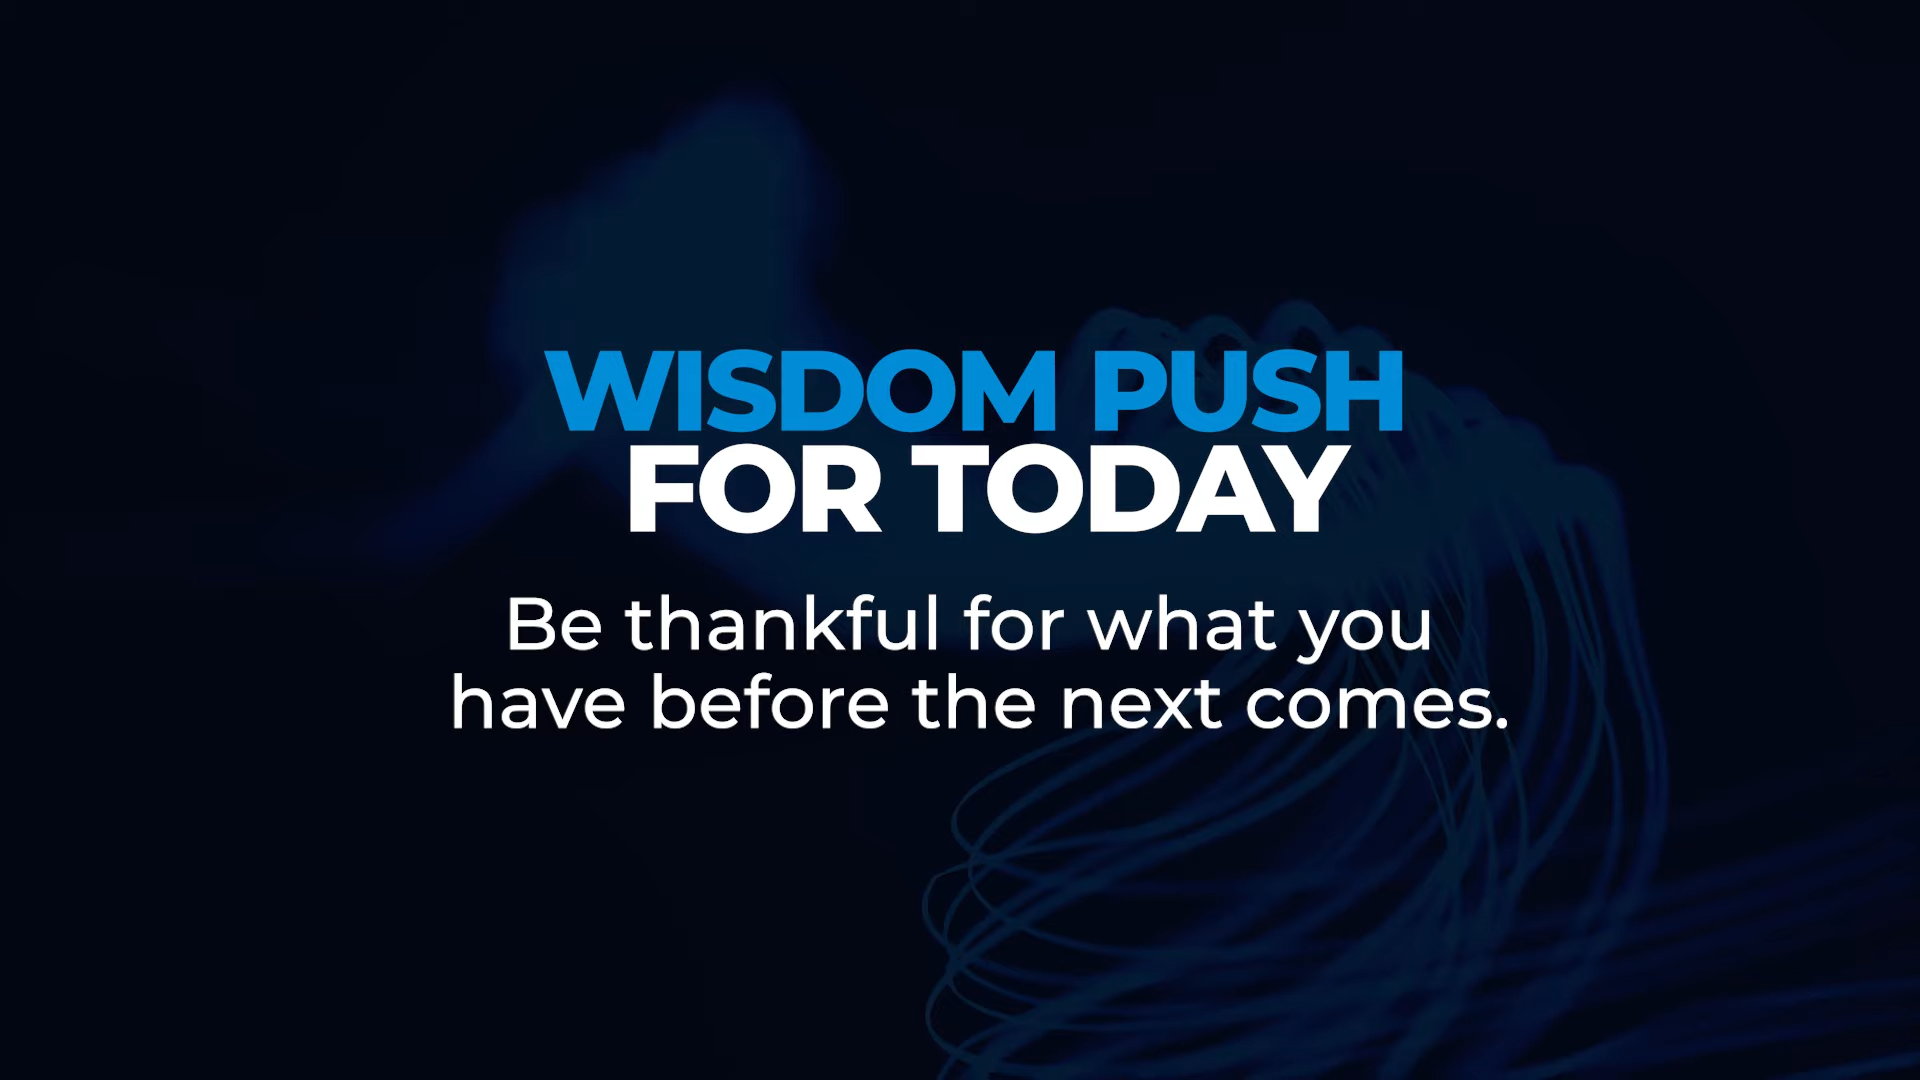 WISDOM PUSH
FOR TODAY
Be thankful for what you
have before the next comes.